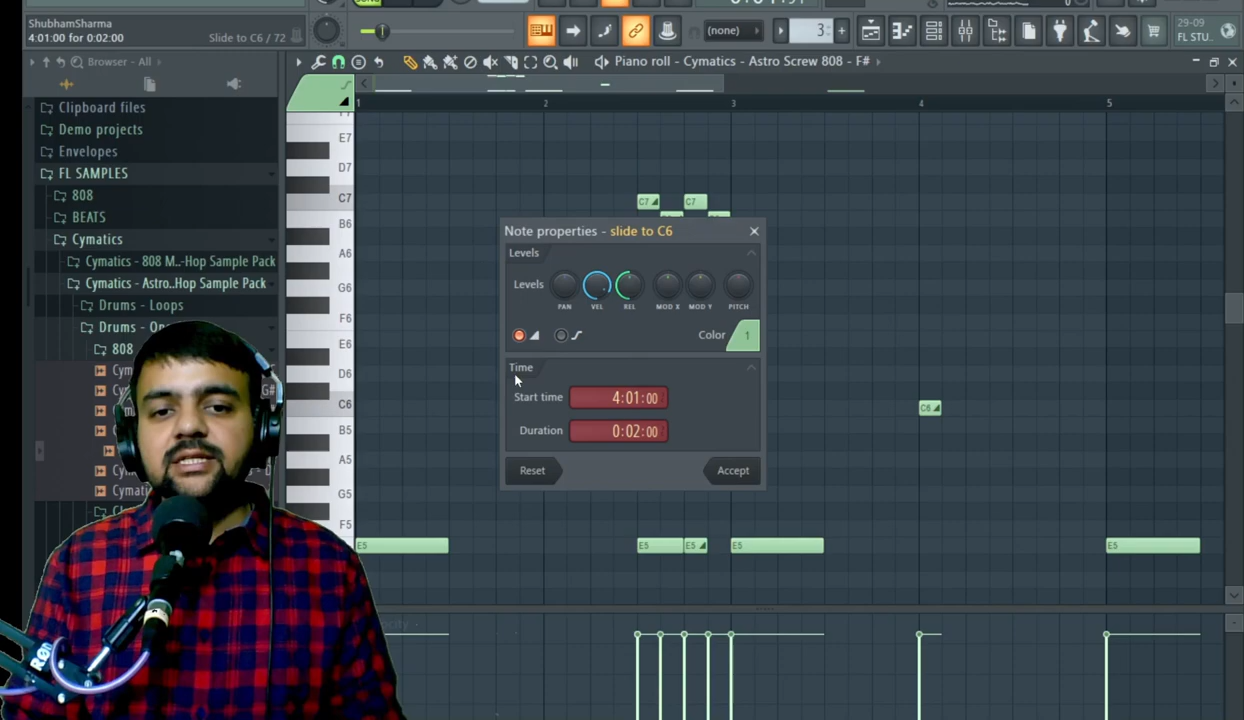 ShubhamSharma
4:01:00 for 0:02:00
Slide to C6 / 72
(none)
3
29-09
FL STU..
Browser - All
Piano roll - Cymatics - Astro Screw 808 - F#
Clipboard files
Demo projects
Envelopes
FL SAMPLES
808
BEATS
Cymatics
Cymatics - 808 M..-Hop Sample Pack
Cymatics - Astro..Hop Sample Pack
Drums - Loops
808
1
2
3
4
5
E7
D7
C7
B6
A6
G6
F6
E6
D6
C6
B5
A5
G5
F5
C7
C7
C6
E5
E5
E5
E5
E5
Note properties - slide to C6
Levels
Levels
PAN
VEL
REL
MOD X
MOD Y
PITCH
Color
1
Time
Start time
4:01:00
Duration
0:02:00
Reset
Accept